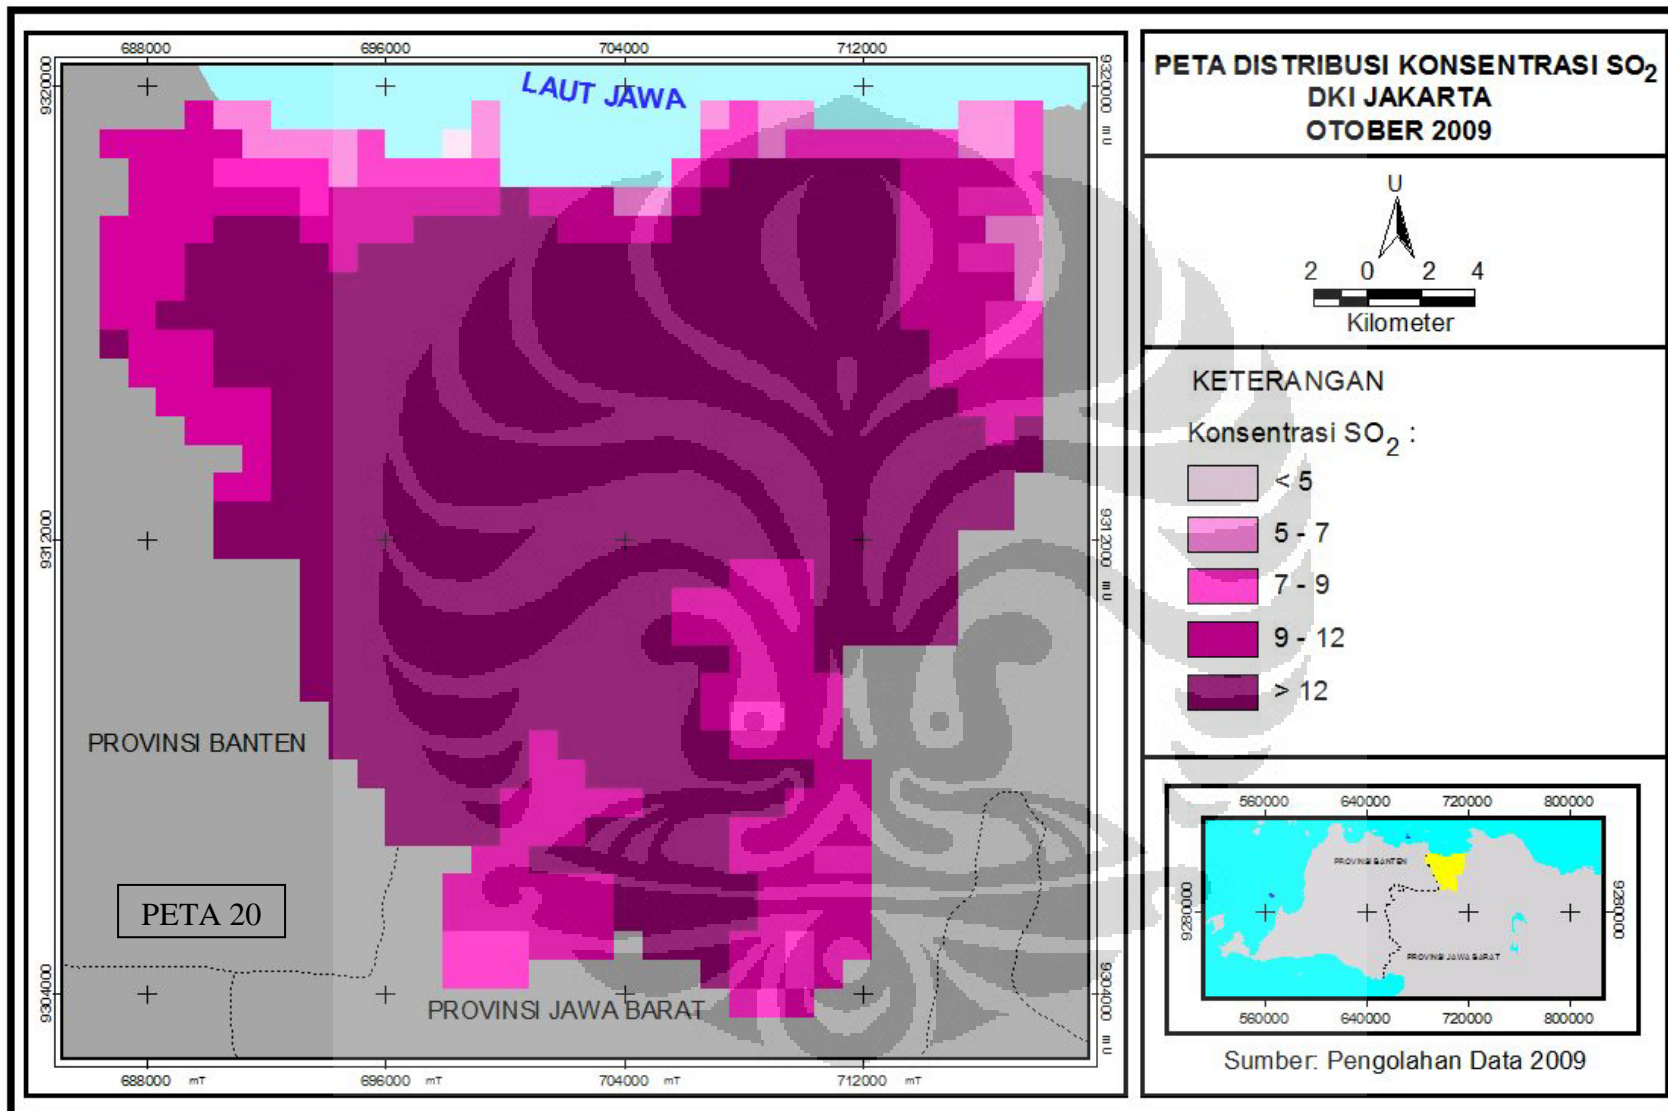 688000
696000
704000
712000
9320000
9320000 m U
LAUT JAWA
9312000
9312000 m U
PROVINSI BANTEN
PETA 20
9304000
9304000 m U
PROVINSI JAWA BARAT
688000 mT
696000 mT
704000 mT
712000 mT
PETA DISTRIBUSI KONSENTRASI SO2
DKI JAKARTA
OTOBER 2009
U
2 0 2 4
Kilometer
KETERANGAN
Konsentrasi SO2 :
< 5
5 - 7
7 - 9
9 - 12
> 12
560000 640000 720000 800000
PROVINSI BANTEN
9280000
9280000
PROVINSI JAWA BARAT
560000 640000 720000 800000
Sumber: Pengolahan Data 2009